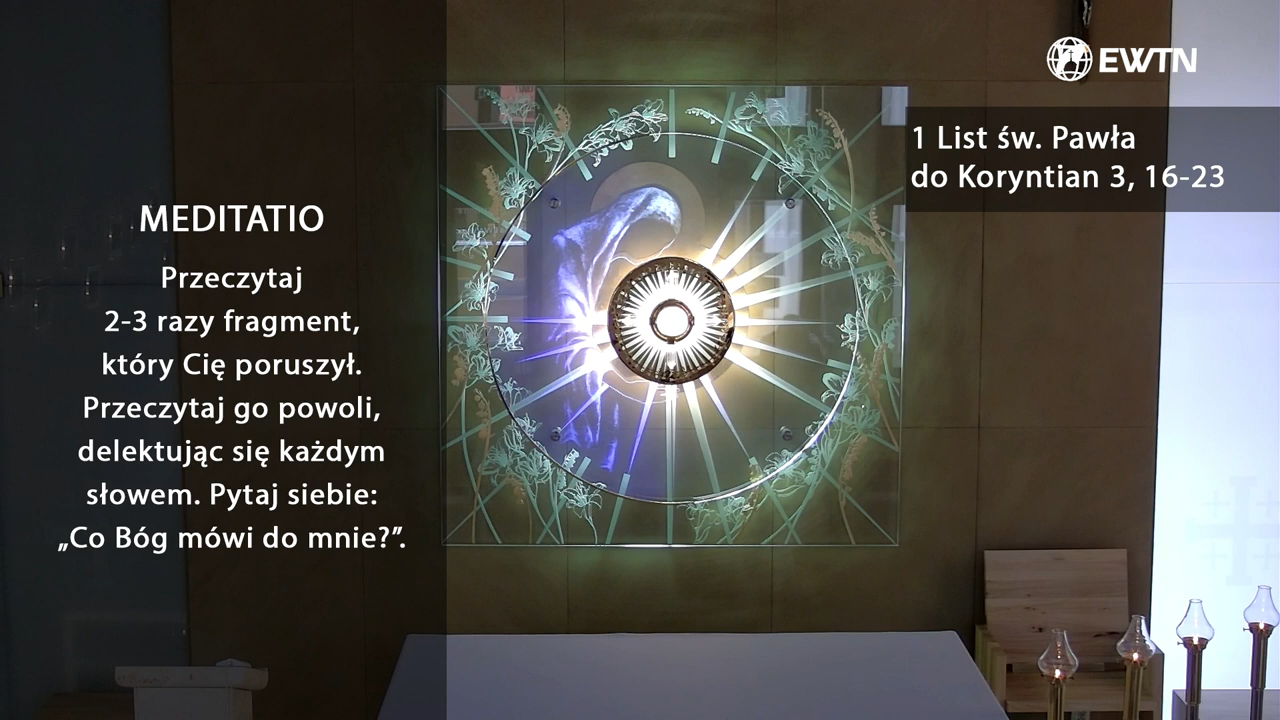 EWTN
1 List św. Pawła
do Koryntian 3, 16-23
MEDITATIO
Przeczytaj
2-3 razy fragment,
który Cię poruszył.
Przeczytaj go powoli,
delektując się każdym
słowem. Pytaj siebie:
„Co Bóg mówi do mnie?”.